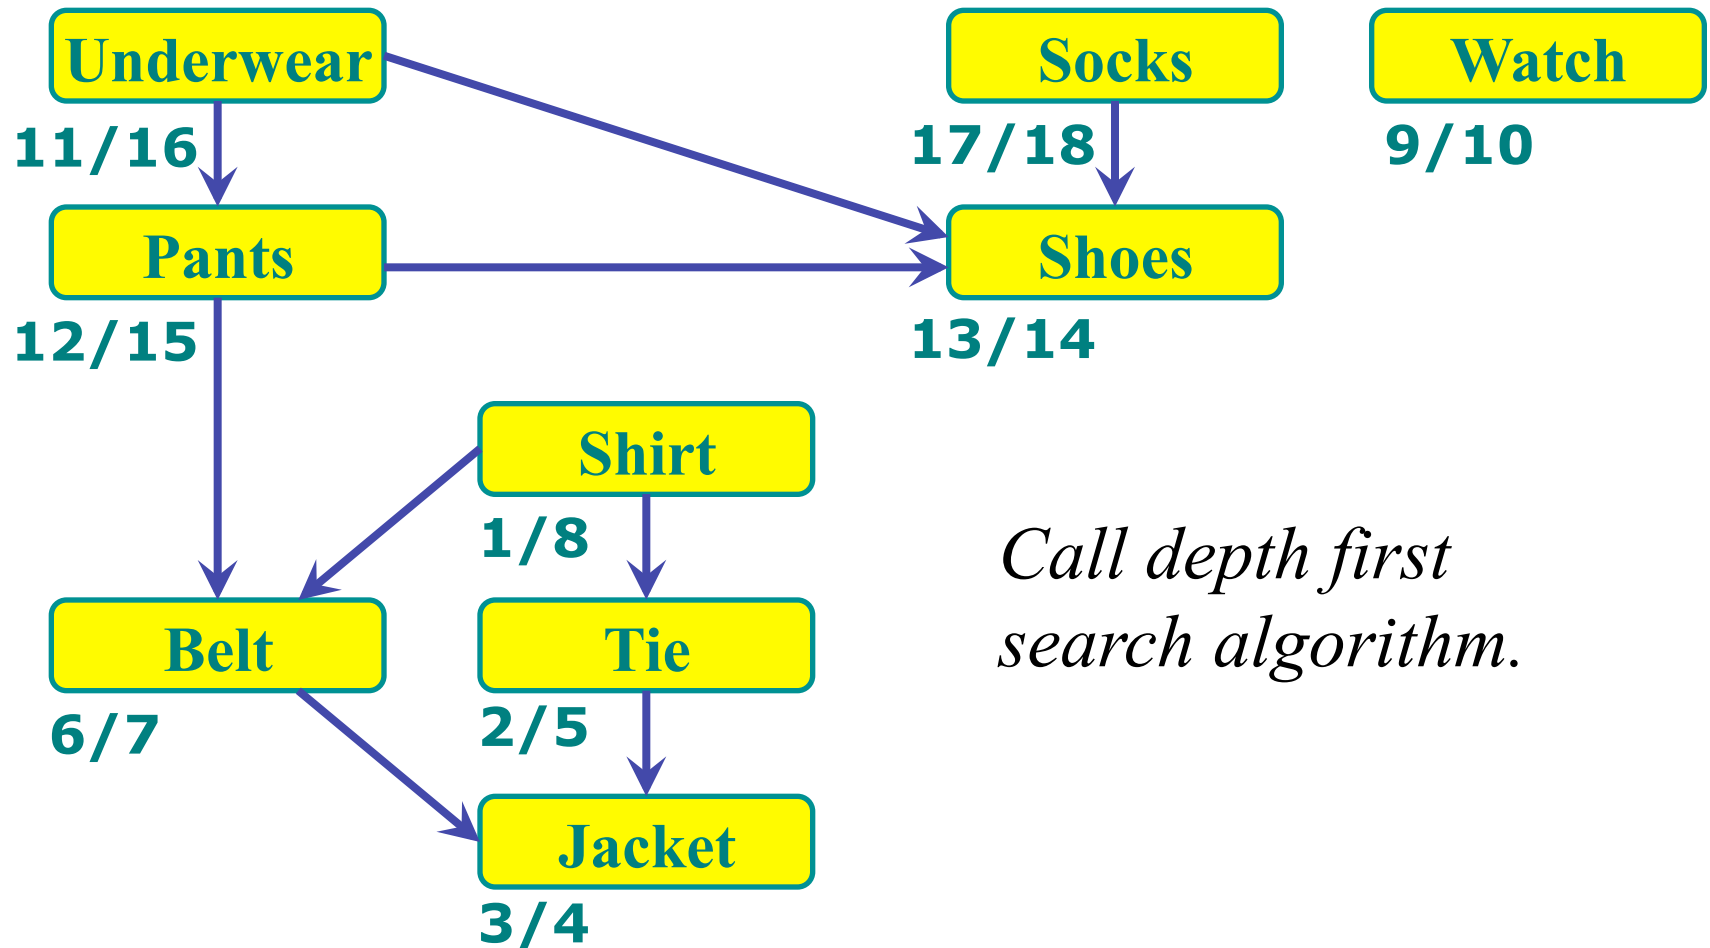 Underwear
Socks
Watch
11/16
17/18
9/10
Pants
Shoes
12/15
13/14
Shirt
1/8
Call depth first
search algorithm.
Belt
Tie
6/7
2/5
Jacket
3/4